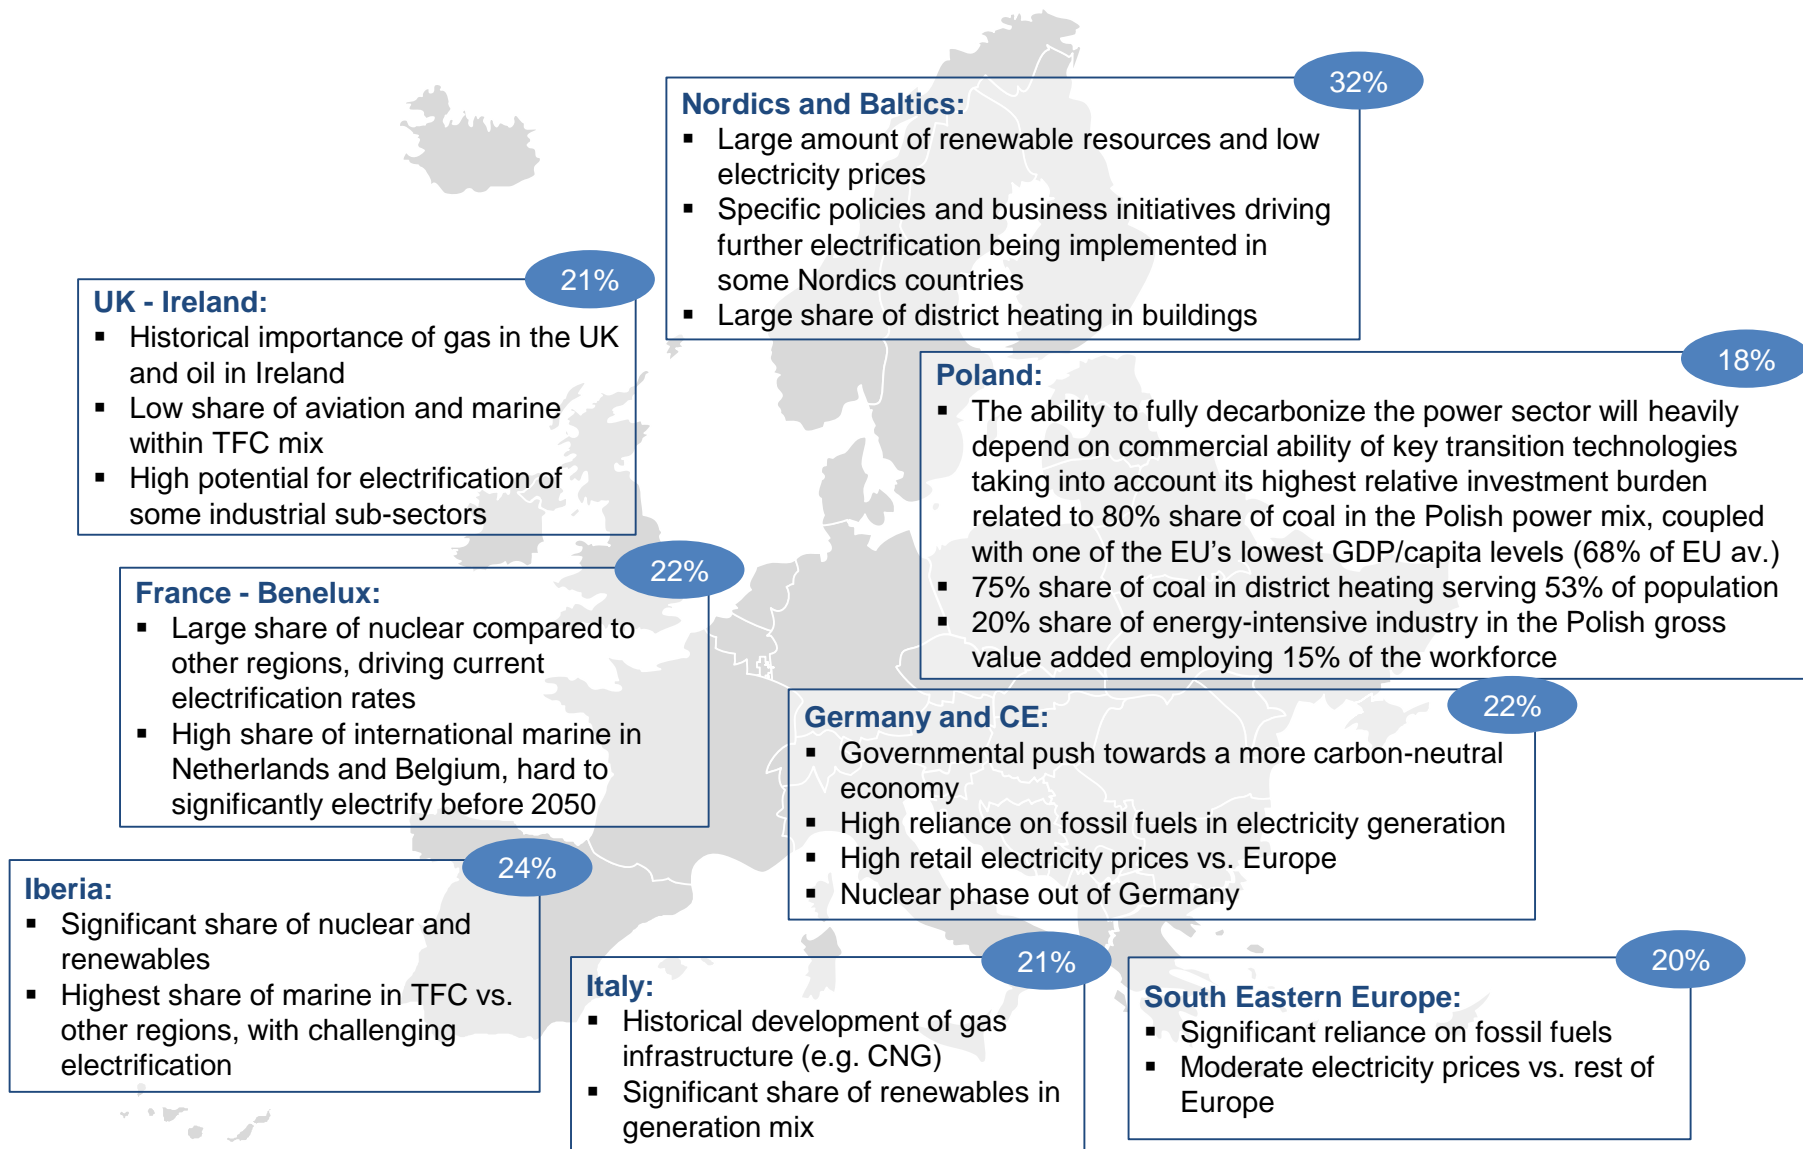 32%
Nordics and Baltics:
▪ Large amount of renewable resources and low
electricity prices
▪ Specific policies and business initiatives driving
further electrification being implemented in
some Nordics countries
▪ Large share of district heating in buildings
21%
UK - Ireland:
▪ Historical importance of gas in the UK
and oil in Ireland
▪ Low share of aviation and marine
within TFC mix
▪ High potential for electrification of
some industrial sub-sectors
18%
Poland:
▪ The ability to fully decarbonize the power sector will heavily
depend on commercial ability of key transition technologies
taking into account its highest relative investment burden
related to 80% share of coal in the Polish power mix, coupled
with one of the EU's lowest GDP/capita levels (68% of EU av.)
▪ 75% share of coal in district heating serving 53% of population
▪ 20% share of energy-intensive industry in the Polish gross
value added employing 15% of the workforce
22%
France - Benelux:
▪ Large share of nuclear compared to
other regions, driving current
electrification rates
▪ High share of international marine in
Netherlands and Belgium, hard to
significantly electrify before 2050
22%
Germany and CE:
▪ Governmental push towards a more carbon-neutral
economy
▪ High reliance on fossil fuels in electricity generation
▪ High retail electricity prices vs. Europe
▪ Nuclear phase out of Germany
24%
Iberia:
▪ Significant share of nuclear and
renewables
▪ Highest share of marine in TFC vs.
other regions, with challenging
electrification
21%
Italy:
▪ Historical development of gas
infrastructure (e.g. CNG)
▪ Significant share of renewables in
generation mix
20%
South Eastern Europe:
▪ Significant reliance on fossil fuels
▪ Moderate electricity prices vs. rest of
Europe